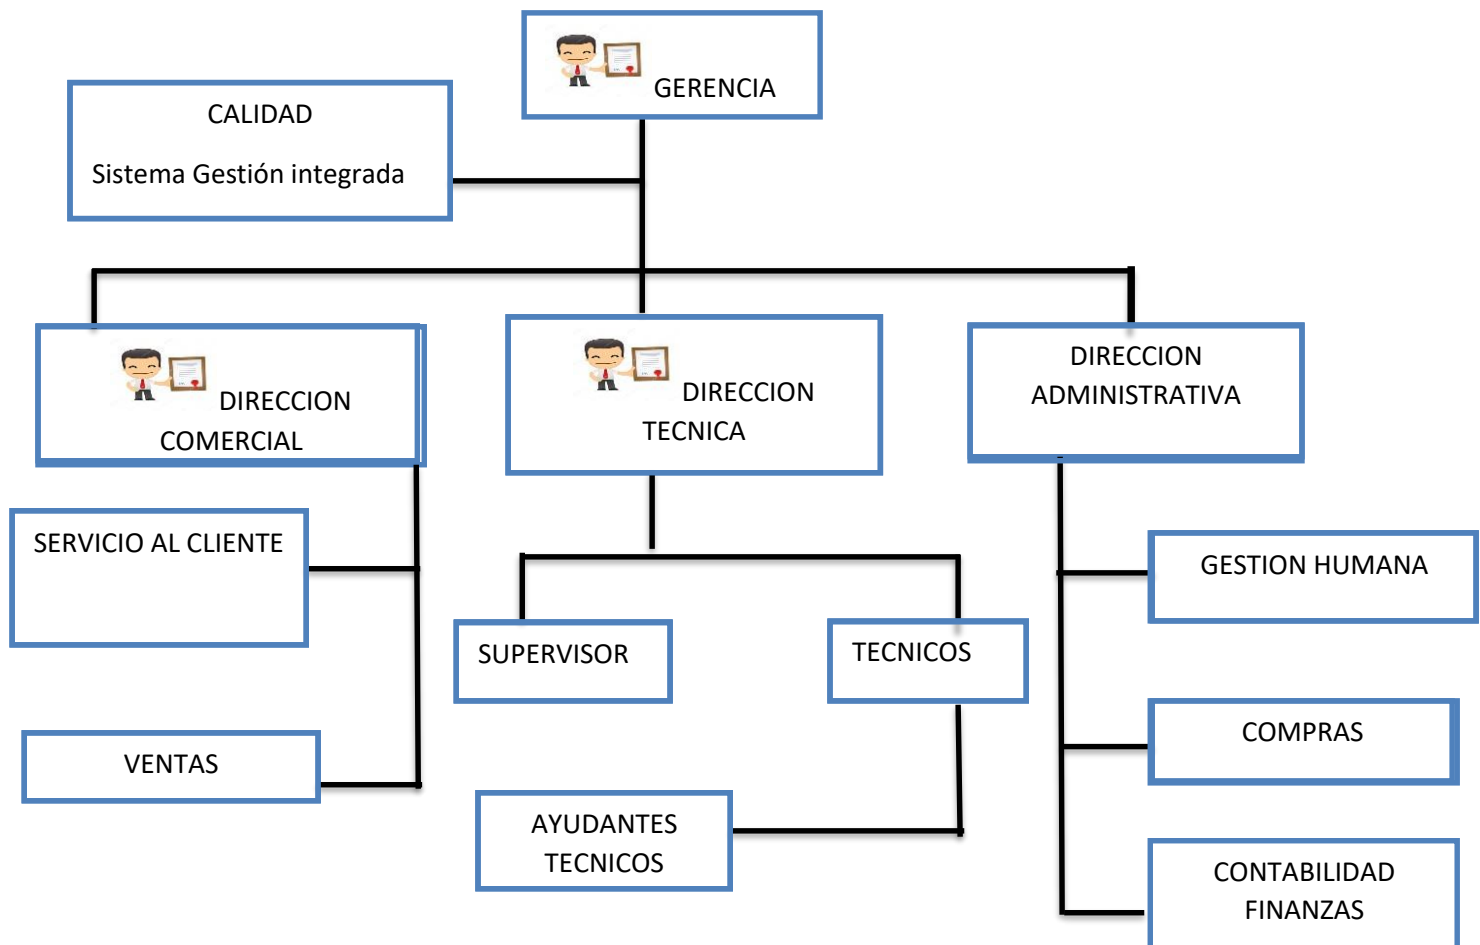 GERENCIA
CALIDAD
Sistema Gestión integrada
DIRECCION
COMERCIAL
DIRECCION
TECNICA
DIRECCION
ADMINISTRATIVA
SERVICIO AL CLIENTE
GESTION HUMANA
SUPERVISOR
TECNICOS
VENTAS
COMPRAS
AYUDANTES
TECNICOS
CONTABILIDAD
FINANZAS